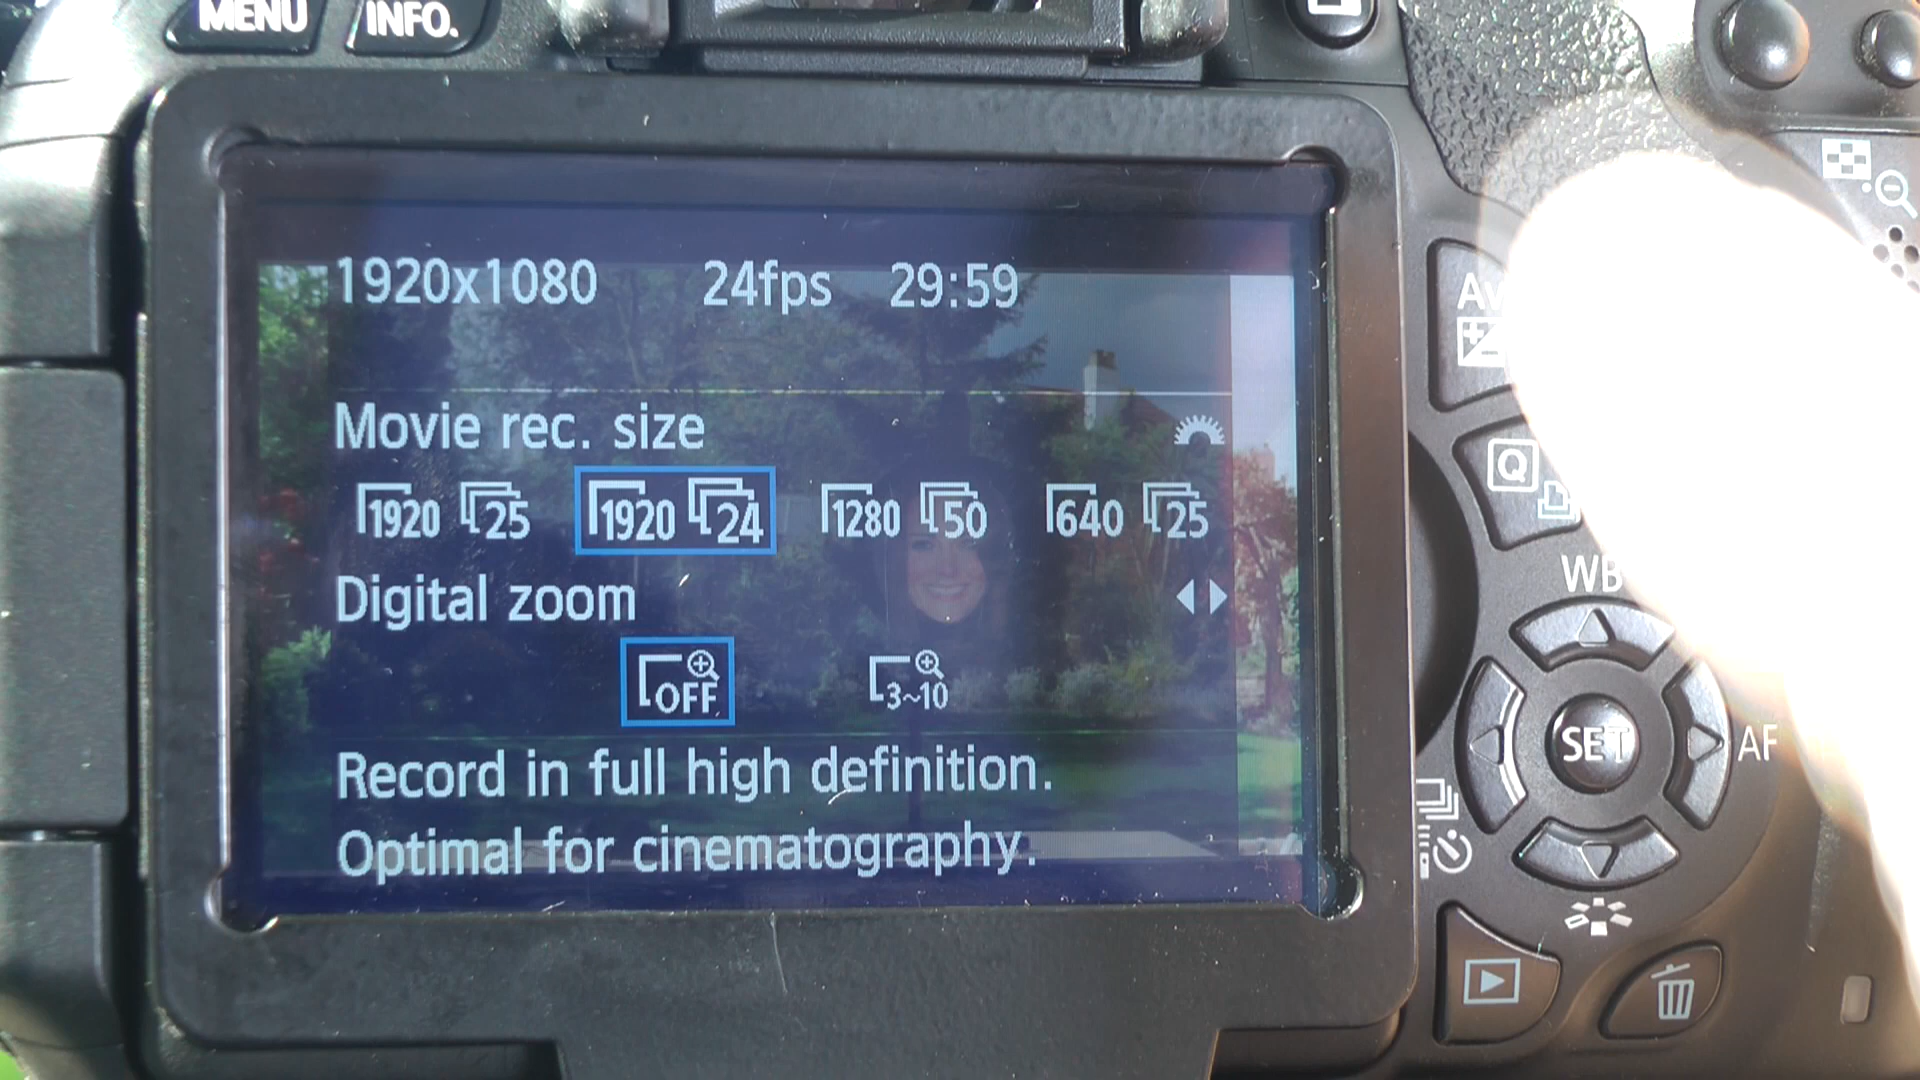 MENU INFO.
1920x1080 24fps 29:59
Movie rec. size
1920 25 1920 24 1280 50 640 25
Digital zoom
OFF 3~10
Record in full high definition.
Optimal for cinematography.
Av
Q
WB
SET AF